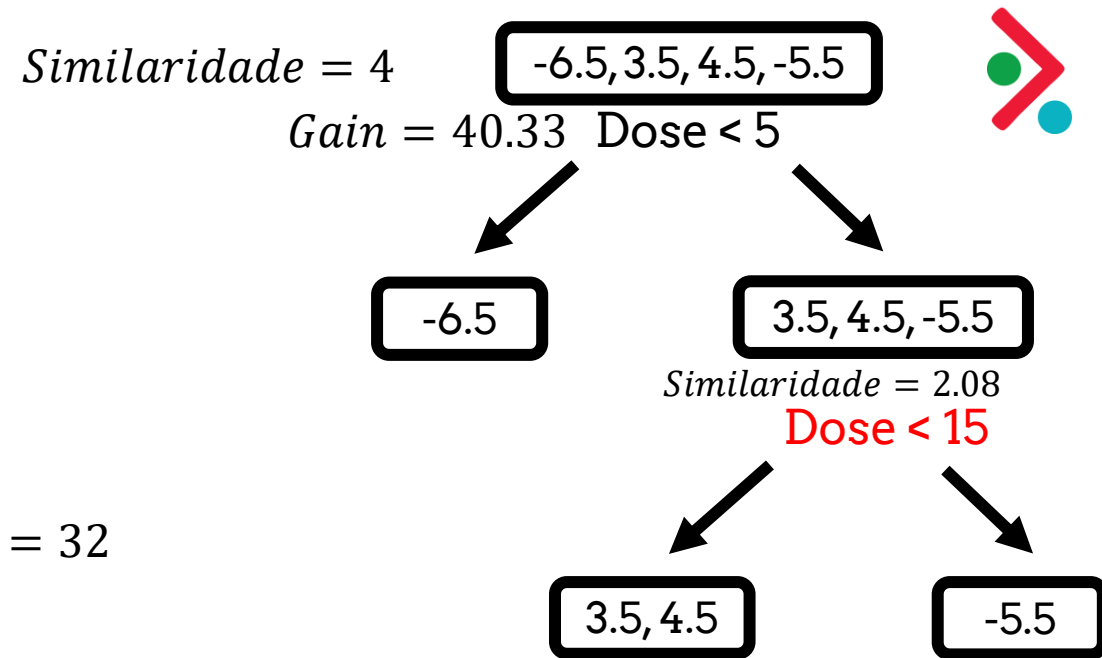 Similaridade = 4
-6.5, 3.5, 4.5, -5.5
Gain = 40.33 Dose < 5
-6.5
3.5, 4.5, -5.5
Similaridade = 2.08
Dose < 15
= 32
3.5, 4.5
-5.5